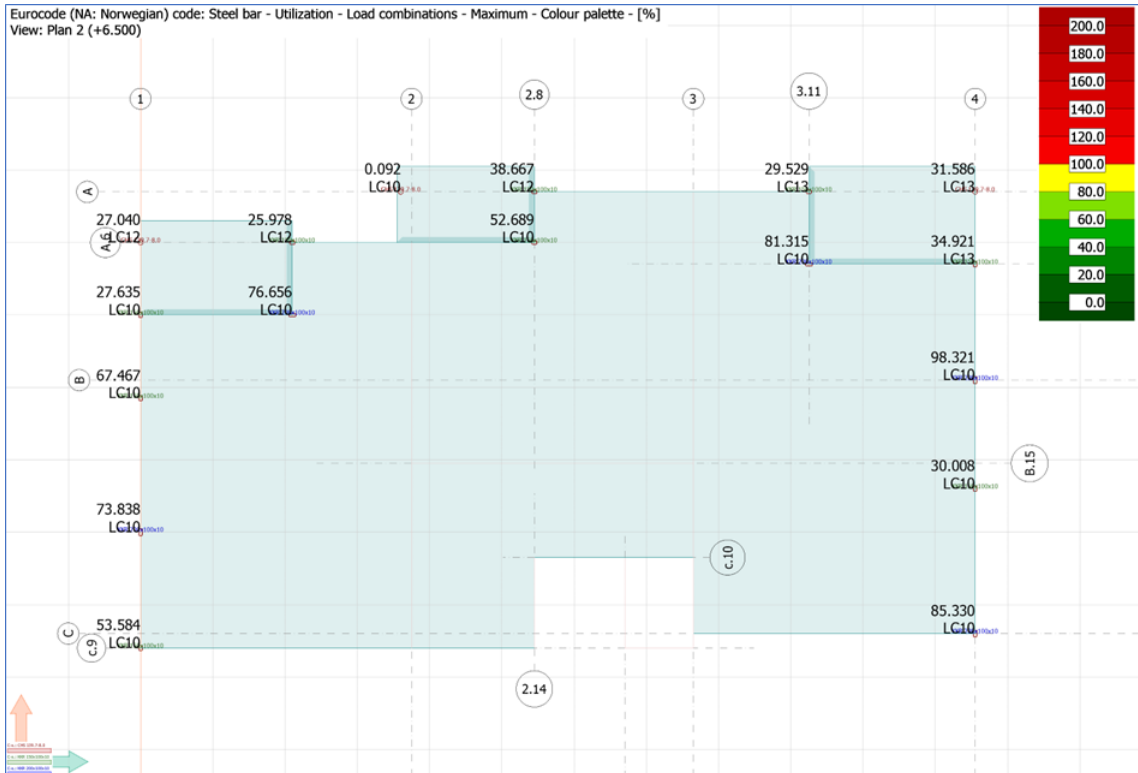 Eurocode (NA: Norwegian) code: Steel bar - Utilization - Load combinations - Maximum - Colour palette - [%]
View: Plan 2 (+6.500)
200.0
180.0
160.0
140.0
120.0
100.0
80.0
60.0
40.0
20.0
0.0
1
2
2.8
3
3.11
4
A
0.092
LC10
38.667
LC12
29.529
LC13
31.586
LC13
A.6
27.040
LC12
25.978
LC12
52.689
LC10
81.315
LC10
34.921
LC13
27.635
LC10
76.656
LC10
B
67.467
LC10
98.321
LC10
B.15
30.008
LC10
73.838
LC10
c.10
85.330
LC10
C
c.9
53.584
LC10
2.14